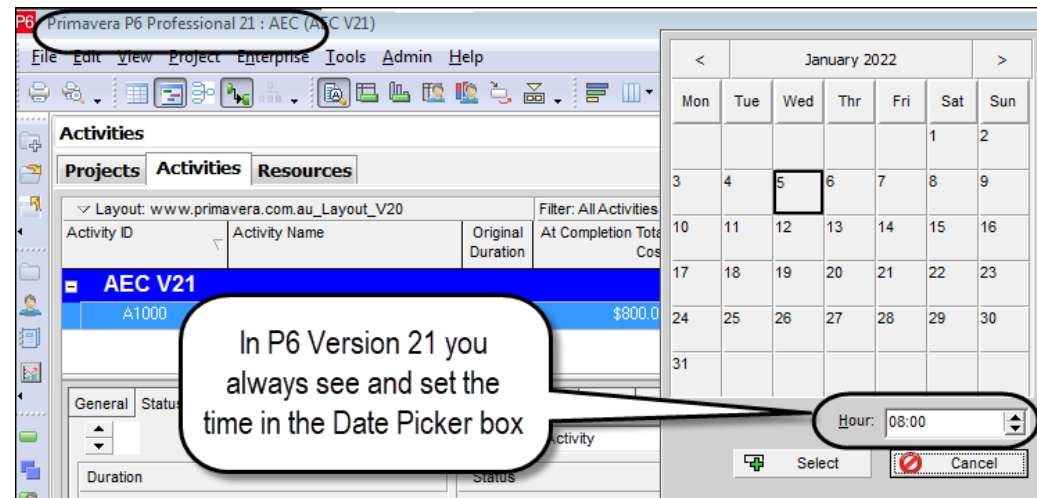 P6 Primavera P6 Professional 21 : AEC (AEC V21)
File Edit View Project Enterprise Tools Admin Help
Activities
Projects Activities Resources
Layout: www.primavera.com.au_Layout_V20 Filter: All Activities
Activity ID Activity Name Original Duration At Completion Tota Cos
AEC V21
A1000 $800.0
In P6 Version 21 you
always see and set the
time in the Date Picker box
General Status
Activity
Duration Status
< January 2022 >
Mon Tue Wed Thr Fri Sat Sun
1 2
3 4 5 6 7 8 9
10 11 12 13 14 15 16
17 18 19 20 21 22 23
24 25 26 27 28 29 30
31
Hour: 08:00
Select Cancel